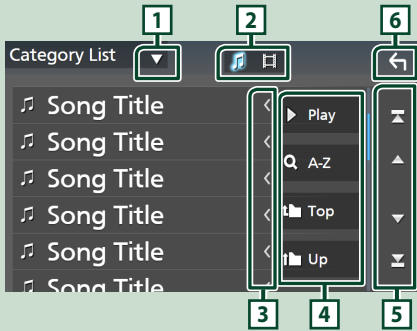 1 2 6
Category List
Song Title
Song Title
Song Title
Song Title
Song Title
Song Title
Play
A-Z
Top
Up
3 4 5